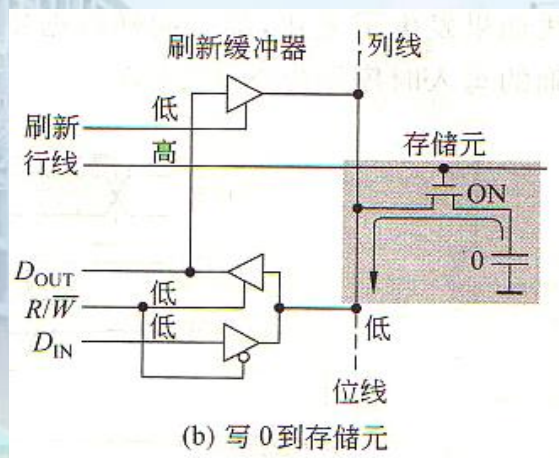 刷新缓冲器
列线
低
刷新
高
行线
存储元
ON
0
DOUT
低
R/W̅
低
DIN
低
位线
(b) 写0到存储元